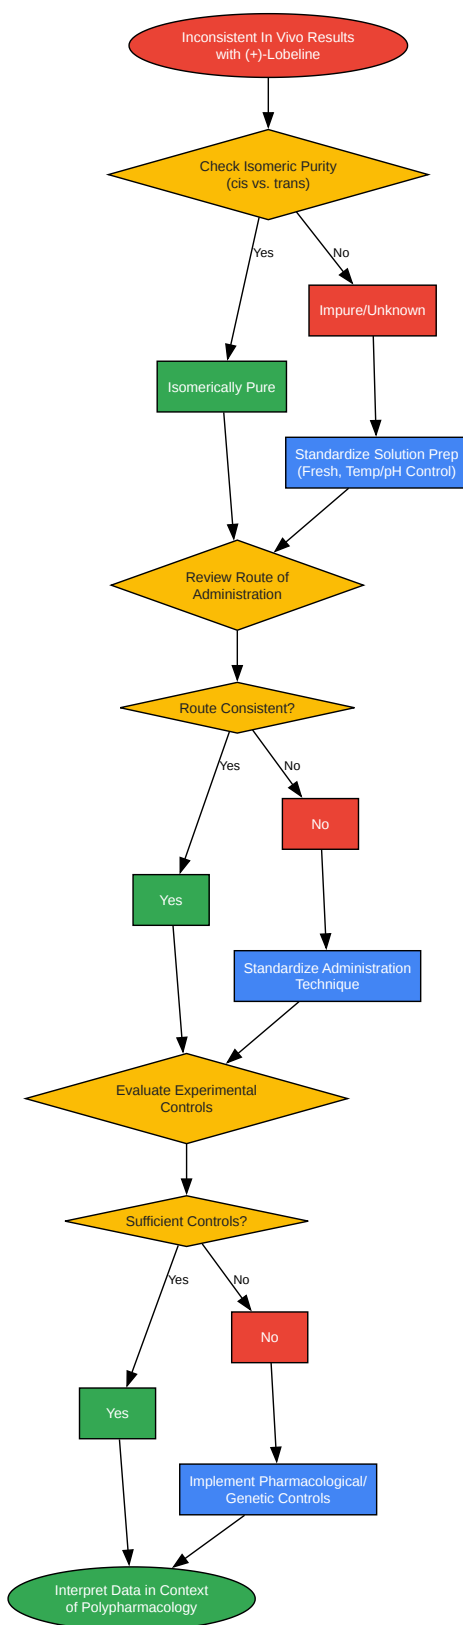 Inconsistent In Vivo Results
with (+)-Lobeline
Check Isomeric Purity
(cis vs. trans)
Yes
No
Impure/Unknown
Isomerically Pure
Standardize Solution Prep
(Fresh, Temp/pH Control)
Review Route of
Administration
Route Consistent?
Yes
No
No
Yes
Standardize Administration
Technique
Evaluate Experimental
Controls
Sufficient Controls?
Yes
No
No
Yes
Implement Pharmacological/
Genetic Controls
Interpret Data in Context
of Polypharmacology